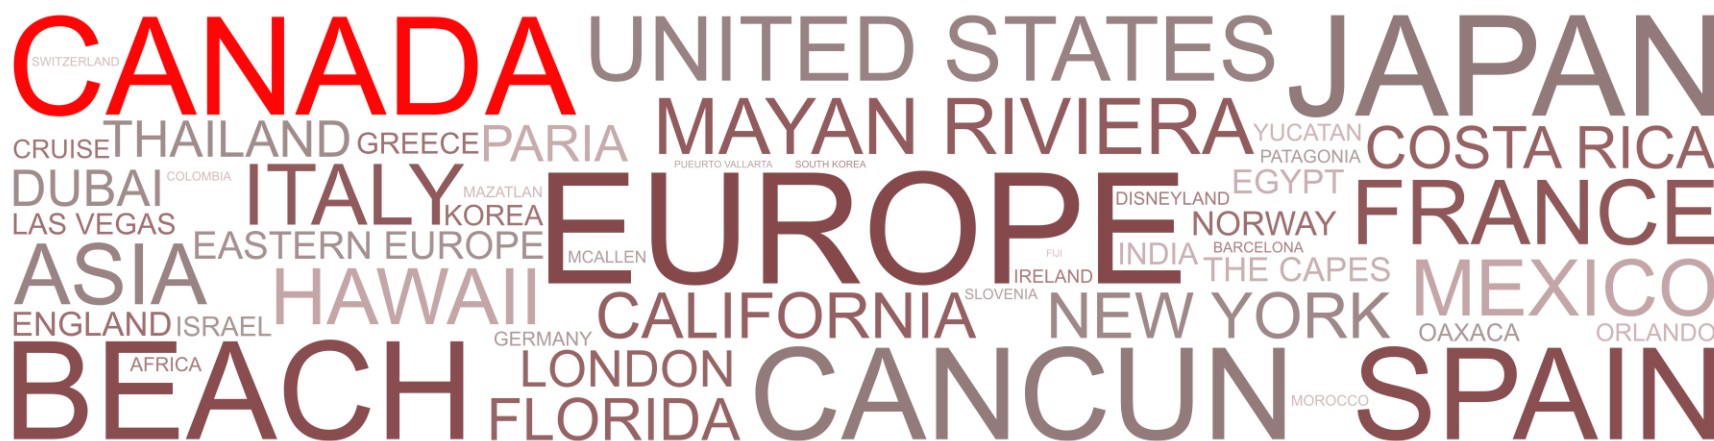 CANADA
SWITZERLAND
UNITED STATES
JAPAN
MAYAN RIVIERA
CRUISE
THAILAND
GREECE
PARIA
YUCATAN
COSTA RICA
PATAGONIA
PUEURTO VALLARTA
SOUTH KOREA
DUBAI
COLOMBIA
ITALY
MAZATLAN
EUROPE
DISNEYLAND
EGYPT
FRANCE
LAS VEGAS
KOREA
NORWAY
ASIA
EASTERN EUROPE
MCALLEN
FIJI
INDIA
BARCELONA
THE CAPES
MEXICO
HAWAII
IRELAND
SLOVENIA
ENGLAND
ISRAEL
CALIFORNIA
NEW YORK
OAXACA
ORLANDO
GERMANY
BEACH
AFRICA
LONDON
CANCUN
SPAIN
FLORIDA
MOROCCO